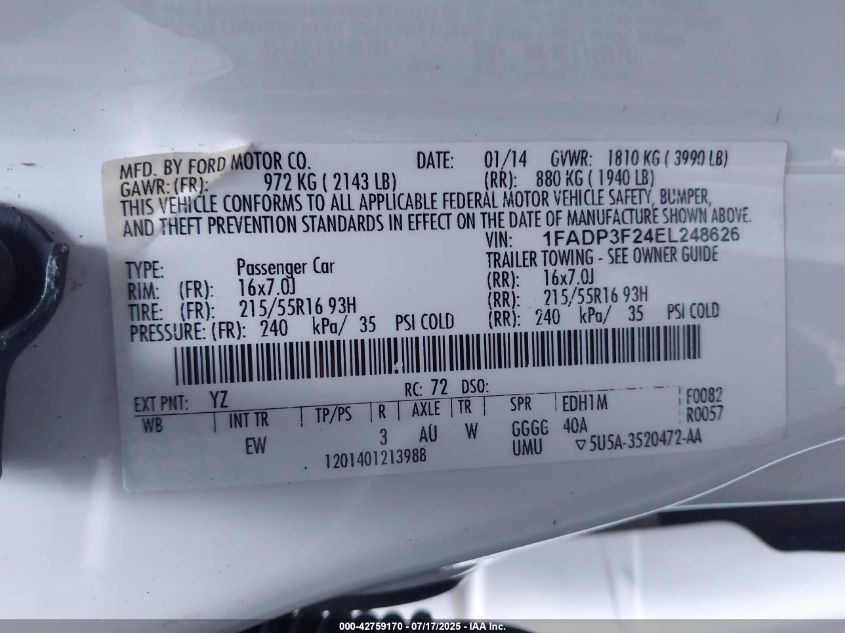 MFD. BY FORD MOTOR CO. DATE: 01/14 GVWR: 1810 KG ( 3990 LB)
GAWR: (FR): 972 KG ( 2143 LB) (RR): 880 KG ( 1940 LB)
THIS VEHICLE CONFORMS TO ALL APPLICABLE FEDERAL MOTOR VEHICLE SAFETY, BUMPER,
AND THEFT PREVENTION STANDARDS IN EFFECT ON THE DATE OF MANUFACTURE SHOWN ABOVE.
VIN: 1FADP3F24EL248626
TYPE: Passenger Car TRAILER TOWING - SEE OWNER GUIDE
RIM: (FR): 16x7.0J (RR): 16x7.0J
TIRE: (FR): 215/55R16 93H (RR): 215/55R16 93H
PRESSURE: (FR): 240 kPa/ 35 PSI COLD (RR): 240 kPa/ 35 PSI COLD
EXT PNT: YZ RC: 72 DSO:
WB INT TR TP/PS R AXLE TR SPR EDH1M F0082
EW 3 AU W GGGG 40A R0057
1201401213988 UMU 5U5A-3520472-AA
000-42759170 - 07/17/2025 - IAA Inc.